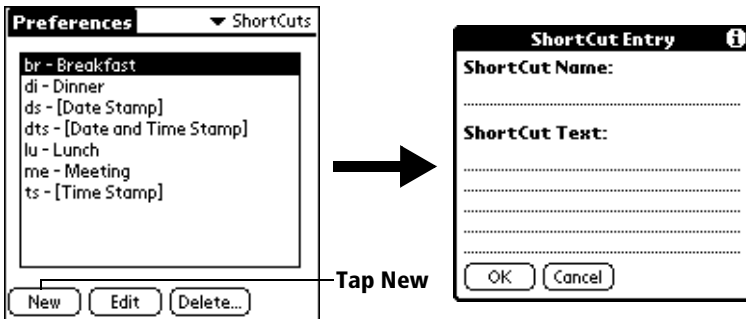 Preferences ▼ ShortCuts
br - Breakfast
di - Dinner
ds - [Date Stamp]
dts - [Date and Time Stamp]
lu - Lunch
me - Meeting
ts - [Time Stamp]
New Edit Delete...
Tap New
ShortCut Entry i
ShortCut Name:
ShortCut Text:
OK Cancel